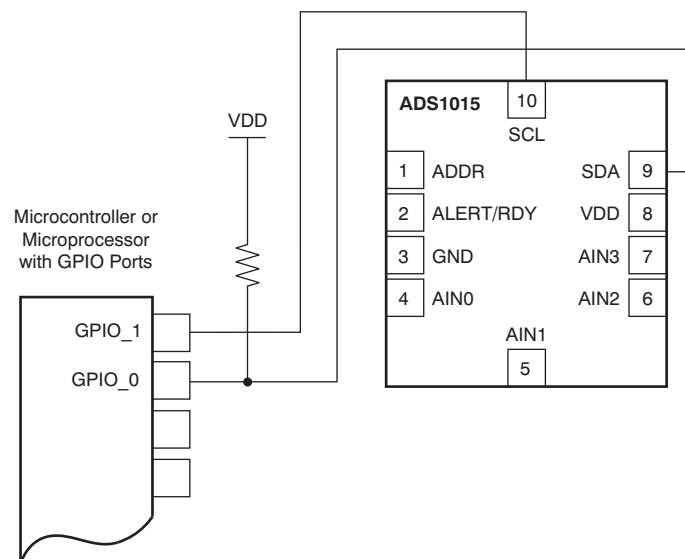 ADS1015
10
SCL
VDD
1 ADDR
SDA 9
2 ALERT/RDY
VDD 8
Microcontroller or
Microprocessor
with GPIO Ports
3 GND
AIN3 7
4 AIN0
AIN2 6
GPIO_1
AIN1
5
GPIO_0